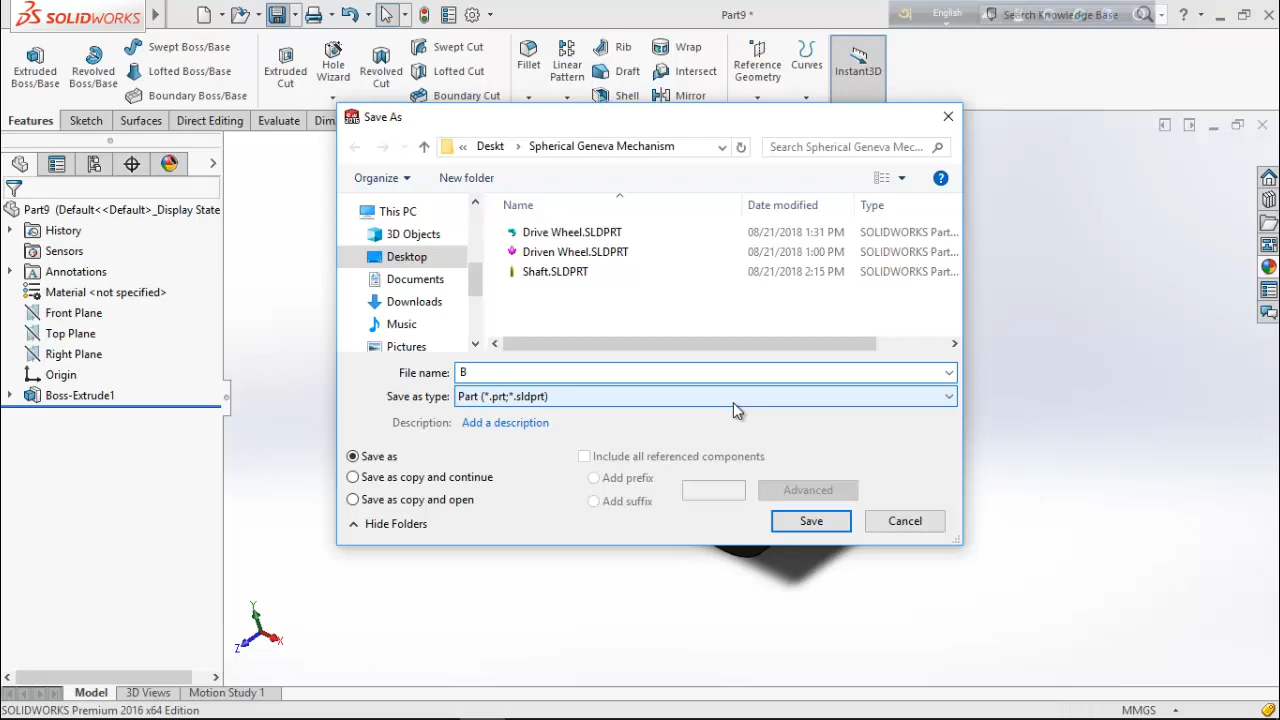 SOLIDWORKS
Part9 *
English
Search Knowledge Base
Extruded Boss/Base
Revolved Boss/Base
Swept Boss/Base
Lofted Boss/Base
Boundary Boss/Base
Extruded Cut
Hole Wizard
Revolved Cut
Swept Cut
Lofted Cut
Boundary Cut
Fillet
Linear Pattern
Rib
Draft
Shell
Wrap
Intersect
Mirror
Reference Geometry
Curves
Instant3D
Features
Sketch
Surfaces
Direct Editing
Evaluate
Dim
Part9 (Default<<Default>_Display State
History
Sensors
Annotations
Material <not specified>
Front Plane
Top Plane
Right Plane
Origin
Boss-Extrude1
Save As
Deskt
Spherical Geneva Mechanism
Search Spherical Geneva Mec...
Organize
New folder
This PC
3D Objects
Desktop
Documents
Downloads
Music
Pictures
Name Date modified Type
Drive Wheel.SLDPRT 08/21/2018 1:31 PM SOLIDWORKS Part...
Driven Wheel.SLDPRT 08/21/2018 1:00 PM SOLIDWORKS Part...
Shaft.SLDPRT 08/21/2018 2:15 PM SOLIDWORKS Part...
File name: B
Save as type: Part (*.prt;*.sldprt)
Description: Add a description
Save as
Save as copy and continue
Save as copy and open
Include all referenced components
Add prefix
Add suffix
Advanced
Hide Folders
Save
Cancel
Y
X
Z
Model
3D Views
Motion Study 1
SOLIDWORKS Premium 2016 x64 Edition
MMGS